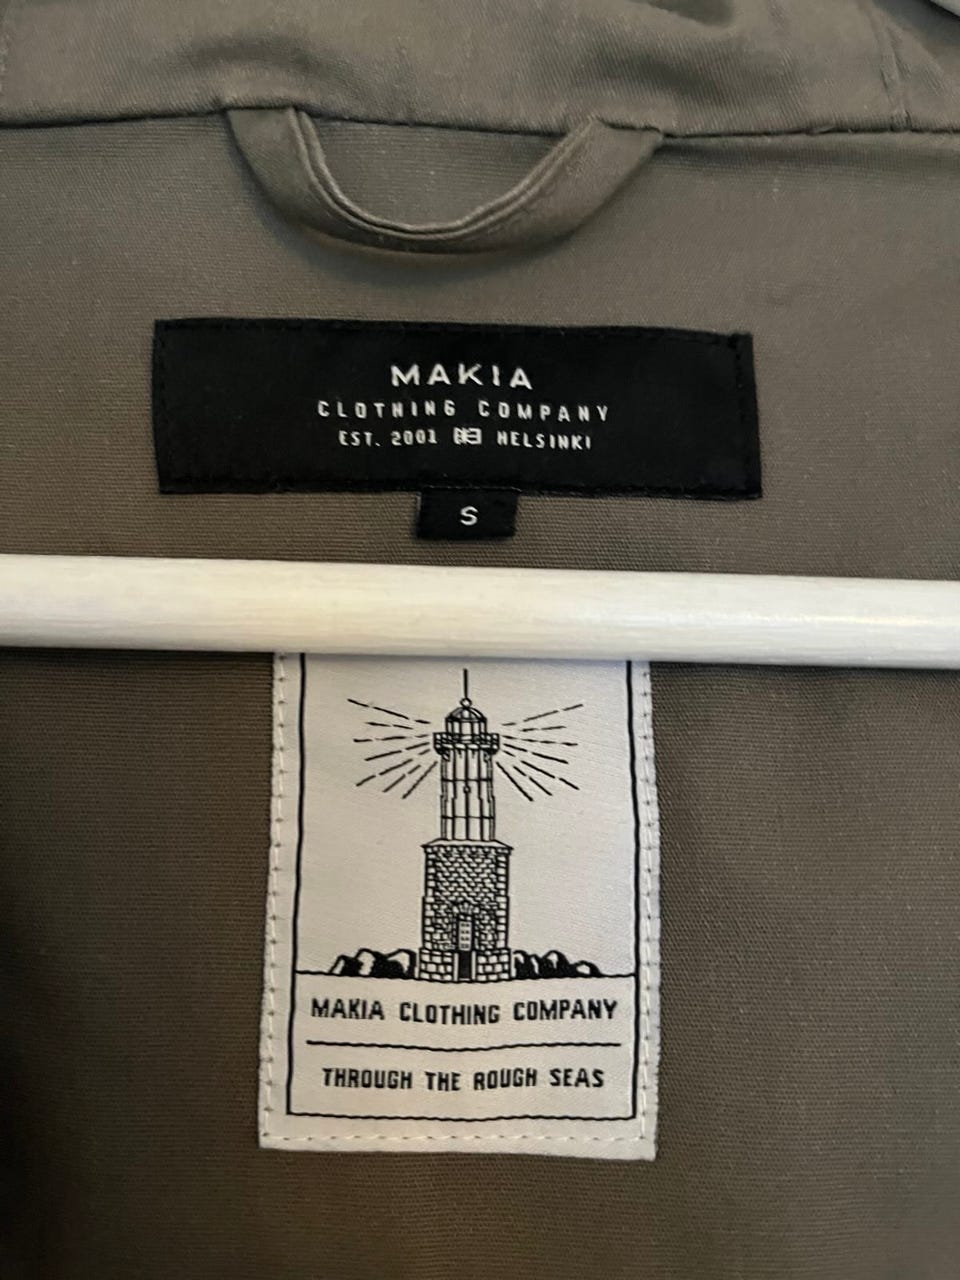 MAKIA
CLOTHING COMPANY
EST. 2001 HELSINKI
S
MAKIA CLOTHING COMPANY
THROUGH THE ROUGH SEAS